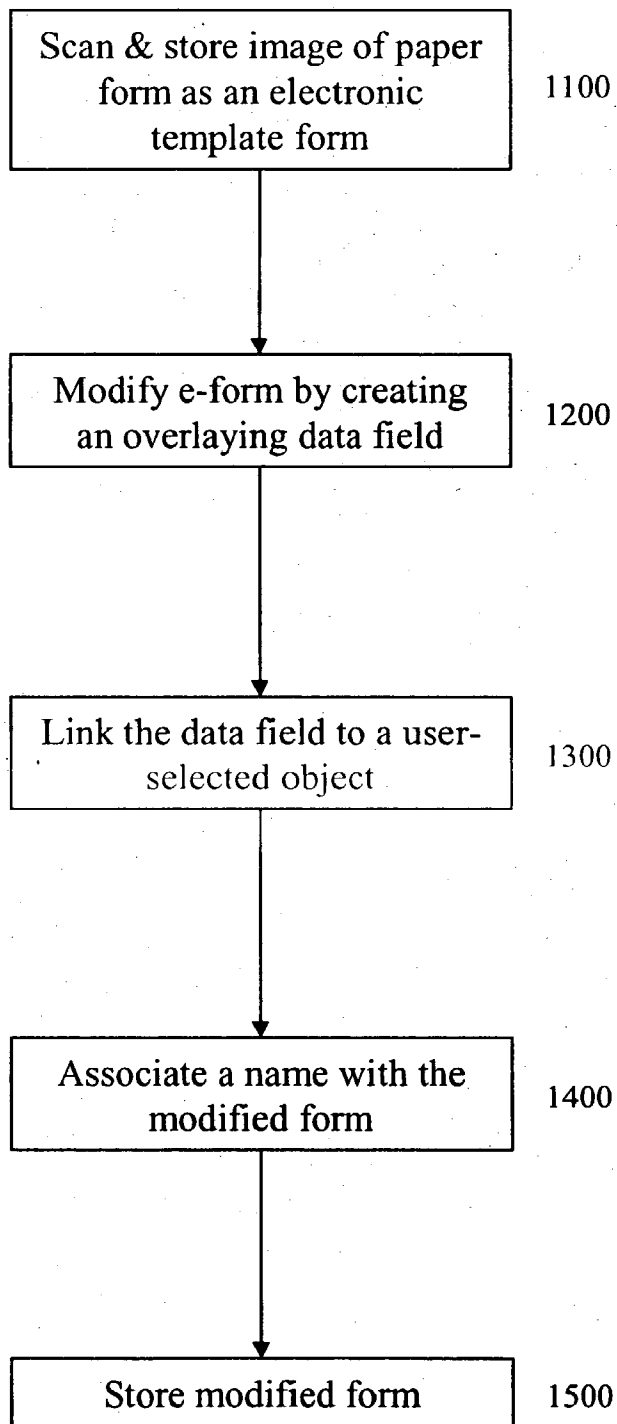 Scan & store image of paper
form as an electronic
template form
1100
Modify e-form by creating
an overlaying data field
1200
Link the data field to a user-
selected object
1300
Associate a name with the
modified form
1400
Store modified form
1500